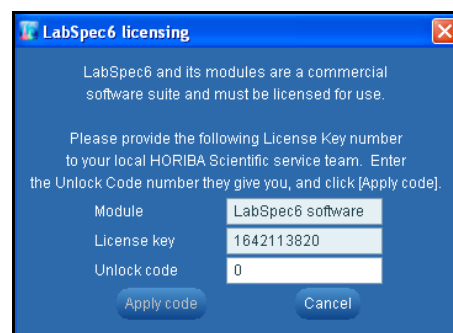 LabSpec6 licensing
LabSpec6 and its modules are a commercial
software suite and must be licensed for use.
Please provide the following License Key number
to your local HORIBA Scientific service team. Enter
the Unlock Code number they give you, and click [Apply code].
Module LabSpec6 software
License key 1642113820
Unlock code 0
Apply code Cancel